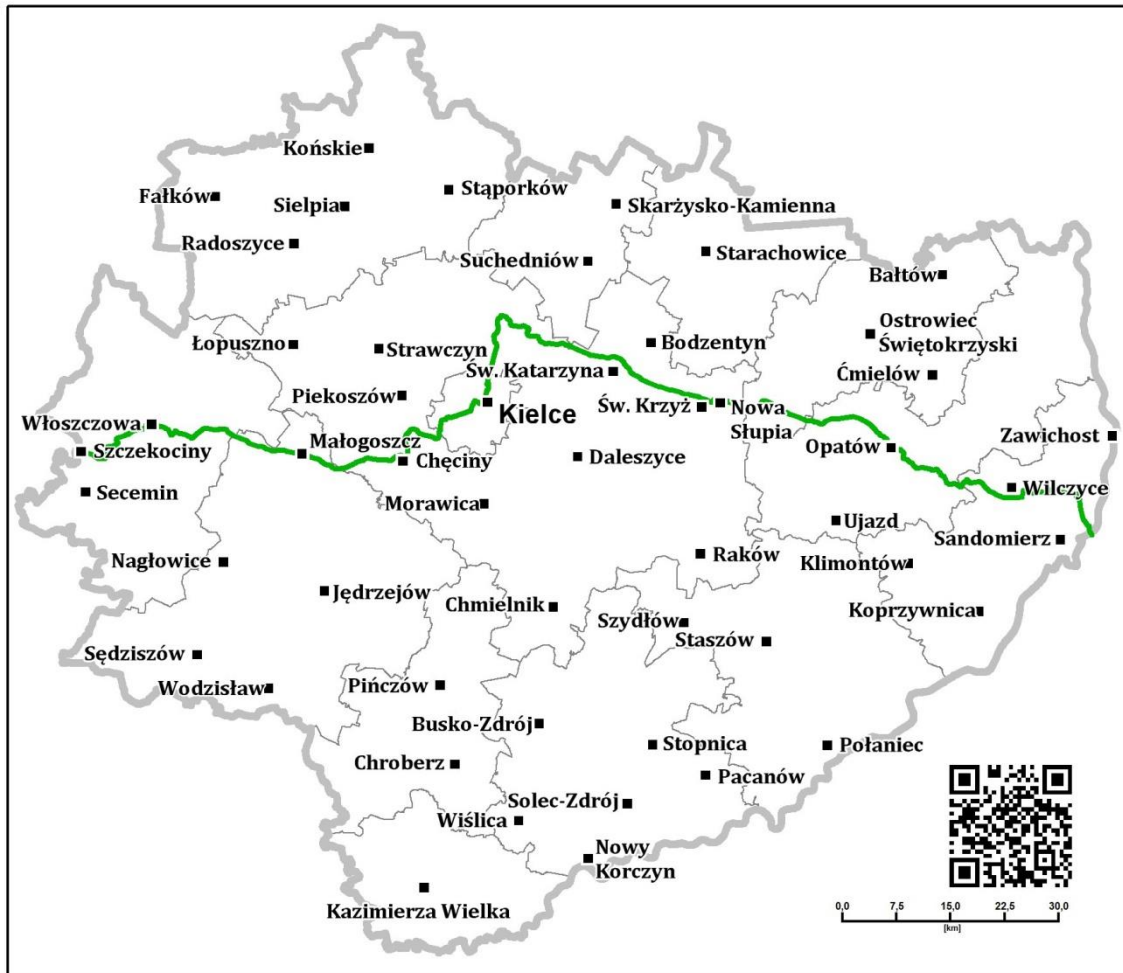 Końskie
Fałków
Sielpia
Stąporków
Skarżysko-Kamienna
Radoszyce
Suchedniów
Starachowice
Bałtów
Ostrowiec
Świętokrzyski
Łopuszno
Strawczyn
Bodzentyn
Św. Katarzyna
Ćmielów
Piekoszów
Kielce
Św. Krzyż
Nowa
Słupia
Włoszczowa
Małogoszcz
Zawichost
Szczekociny
Chęciny
Daleszyce
Opatów
Secemin
Morawica
Wilczyce
Ujazd
Sandomierz
Nagłowice
Raków
Klimontów
Jędrzejów
Chmielnik
Koprzywnica
Szydłów
Staszów
Sędziszów
Wodzisław
Pińczów
Busko-Zdrój
Stopnica
Połaniec
Chroberz
Pacanów
Solec-Zdrój
Wiślica
Nowy
Korczyn
Kazimierza Wielka
0,0 7,5 15,0 22,5 30,0
[km]